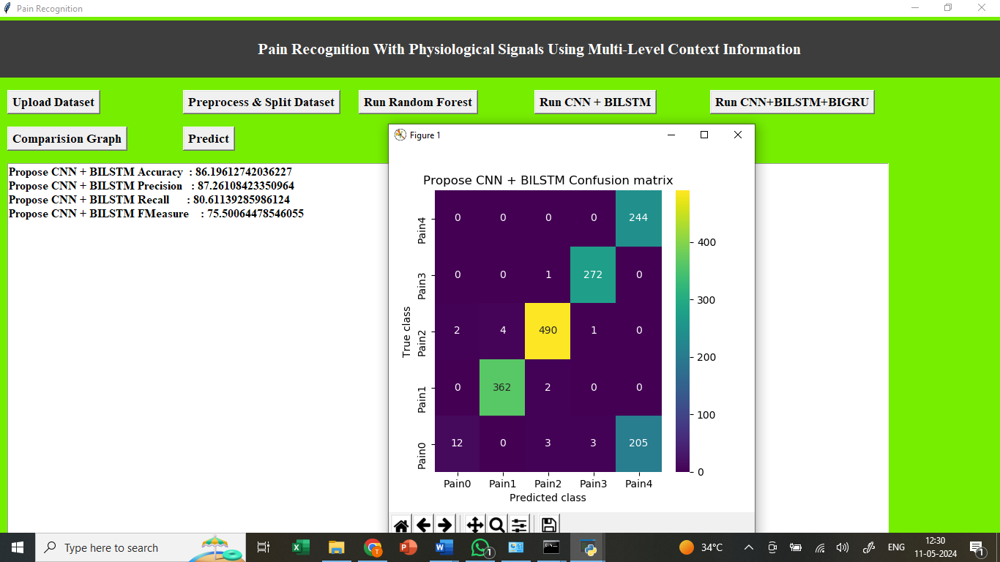 Pain Recognition
Pain Recognition With Physiological Signals Using Multi-Level Context Information
Upload Dataset
Preprocess & Split Dataset
Run Random Forest
Run CNN + BILSTM
Run CNN+BILSTM+BIGRU
Comparision Graph
Predict
Propose CNN + BILSTM Accuracy : 86.19612742036227
Propose CNN + BILSTM Precision : 87.26108423350964
Propose CNN + BILSTM Recall : 80.61139285986124
Propose CNN + BILSTM FMeasure : 75.50064478546055
Figure 1
Propose CNN + BILSTM Confusion matrix
True class
Pain4 0 0 0 0 244
Pain3 0 0 1 272 0
Pain2 2 4 490 1 0
Pain1 0 362 2 0 0
Pain0 12 0 3 3 205
Pain0 Pain1 Pain2 Pain3 Pain4
Predicted class
400
300
200
100
0
Type here to search
1
34°C
ENG
12:30
11-05-2024
1